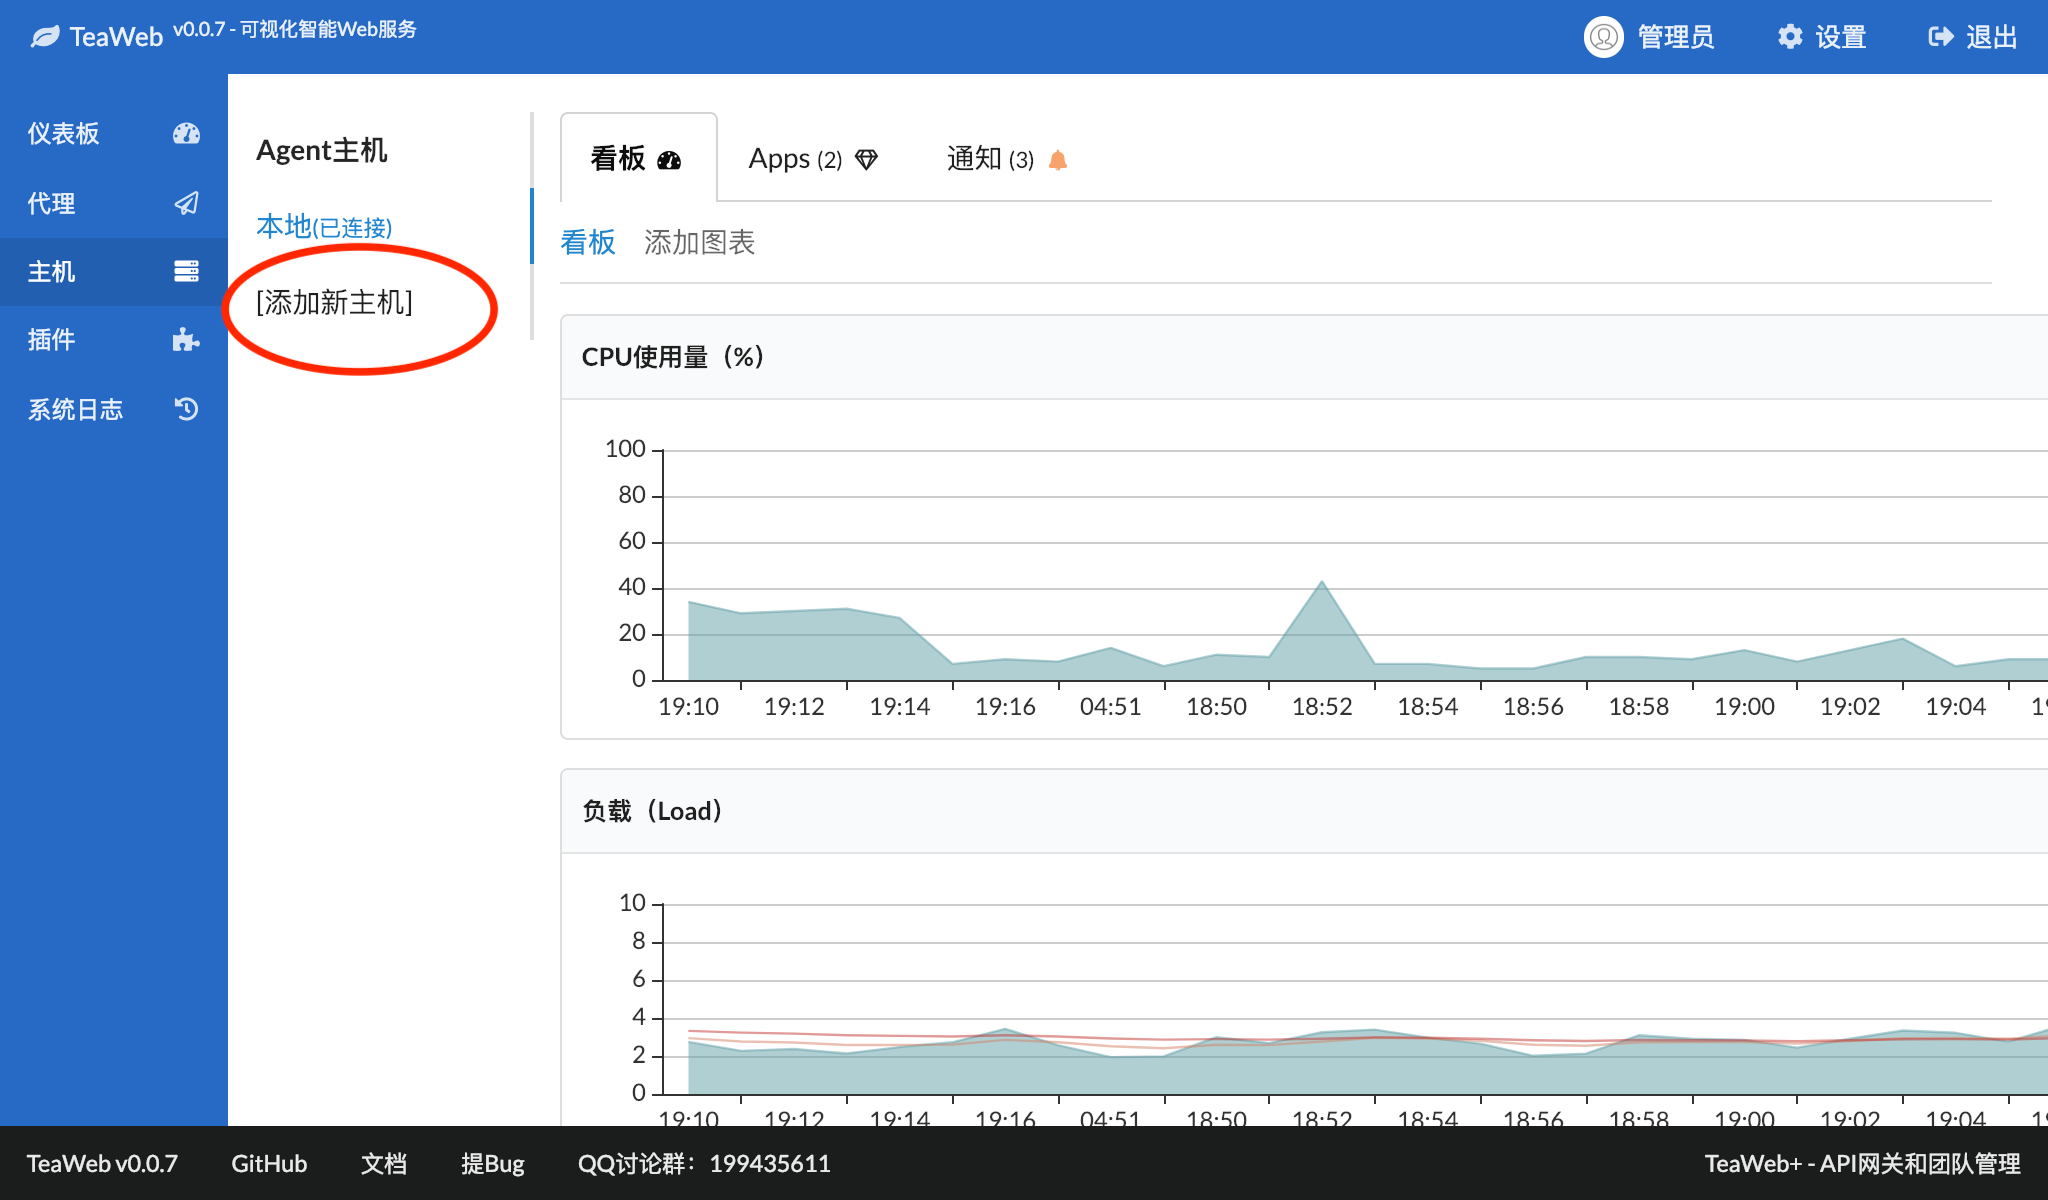 TeaWeb v0.0.7 - 可视化智能Web服务
管理员 设置 退出
仪表板
代理
主机
插件
系统日志
Agent主机
本地(已连接)
[添加新主机]
看板 Apps (2) 通知 (3)
看板 添加图表
CPU使用量（%）
100
80
60
40
20
0
19:10 19:12 19:14 19:16 04:51 18:50 18:52 18:54 18:56 18:58 19:00 19:02 19:04
负载（Load）
10
8
6
4
2
0
19:10 19:12 19:14 19:16 04:51 18:50 18:52 18:54 18:56 18:58 19:00 19:02 19:04
TeaWeb v0.0.7 GitHub 文档 提Bug QQ讨论群：199435611 TeaWeb+ - API网关和团队管理